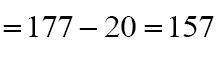 = 177 − 20 = 157